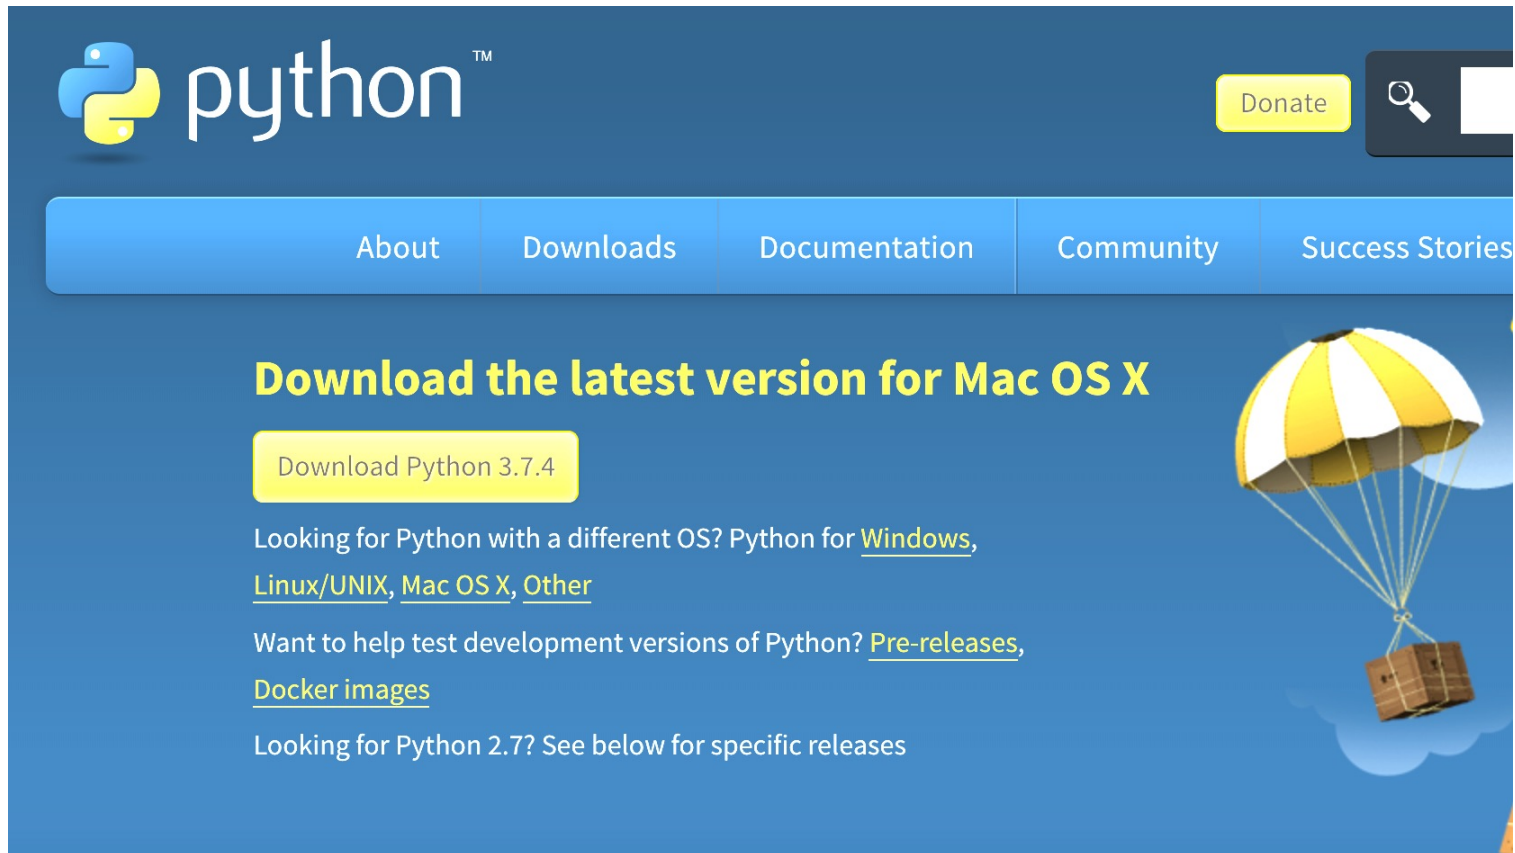 python™
Donate
About
Downloads
Documentation
Community
Success Stories
Download the latest version for Mac OS X
Download Python 3.7.4
Looking for Python with a different OS? Python for Windows,
Linux/UNIX, Mac OS X, Other
Want to help test development versions of Python? Pre-releases,
Docker images
Looking for Python 2.7? See below for specific releases